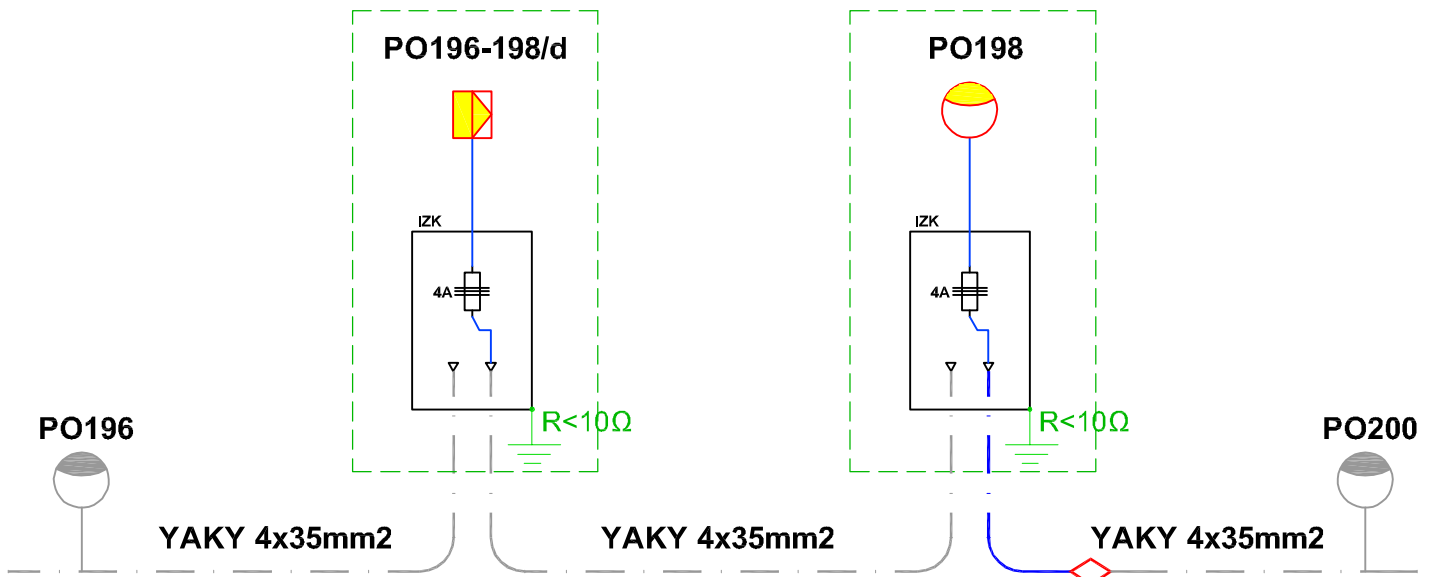 PO196-198/d
PO198
IZK
IZK
4A
4A
R<10Ω
R<10Ω
PO196
PO200
YAKY 4x35mm2
YAKY 4x35mm2
YAKY 4x35mm2